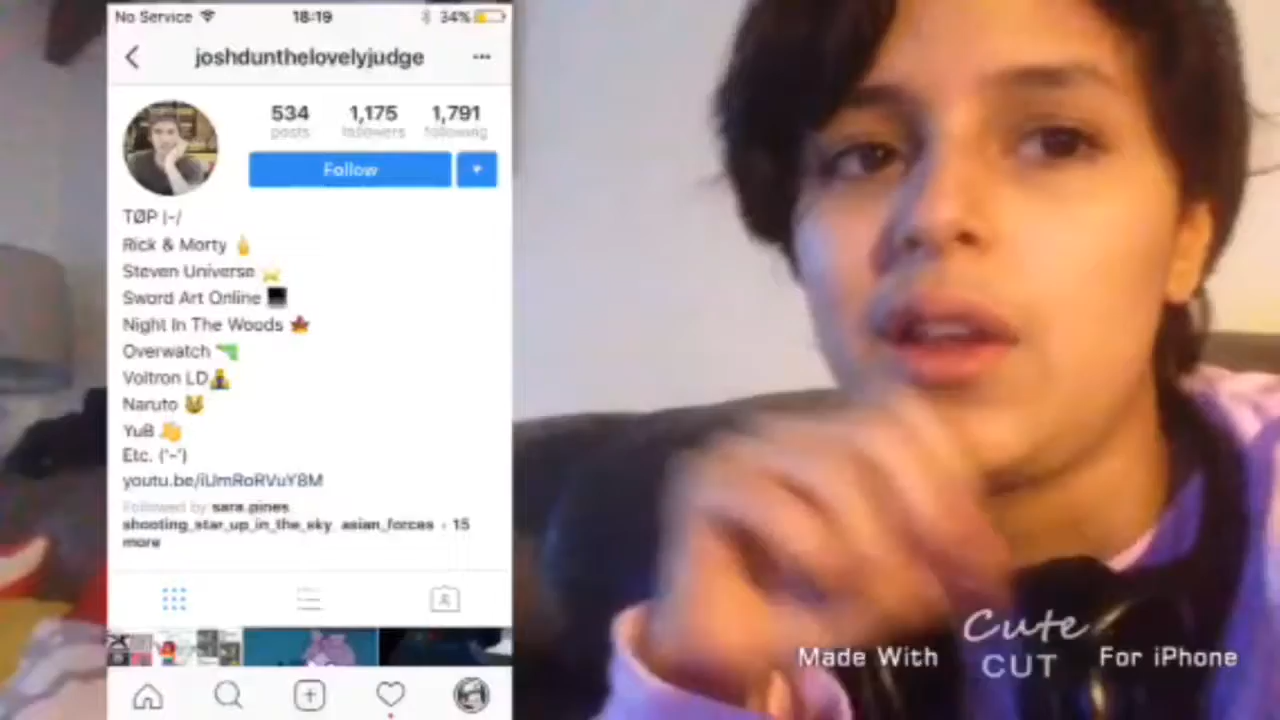 No Service 18:19 34%
joshdunthelovelyjudge
534 1,175 1,791
posts followers following
Follow
TØP |-/
Rick & Morty
Steven Universe
Sword Art Online
Night In The Woods
Overwatch
Voltron LD
Naruto
YuB
Etc. ('-')
youtu.be/iUmRoRVuY8M
Followed by sara.pines
shooting_star_up_in_the_sky asian_forces + 15
more
Made With Cute CUT For iPhone